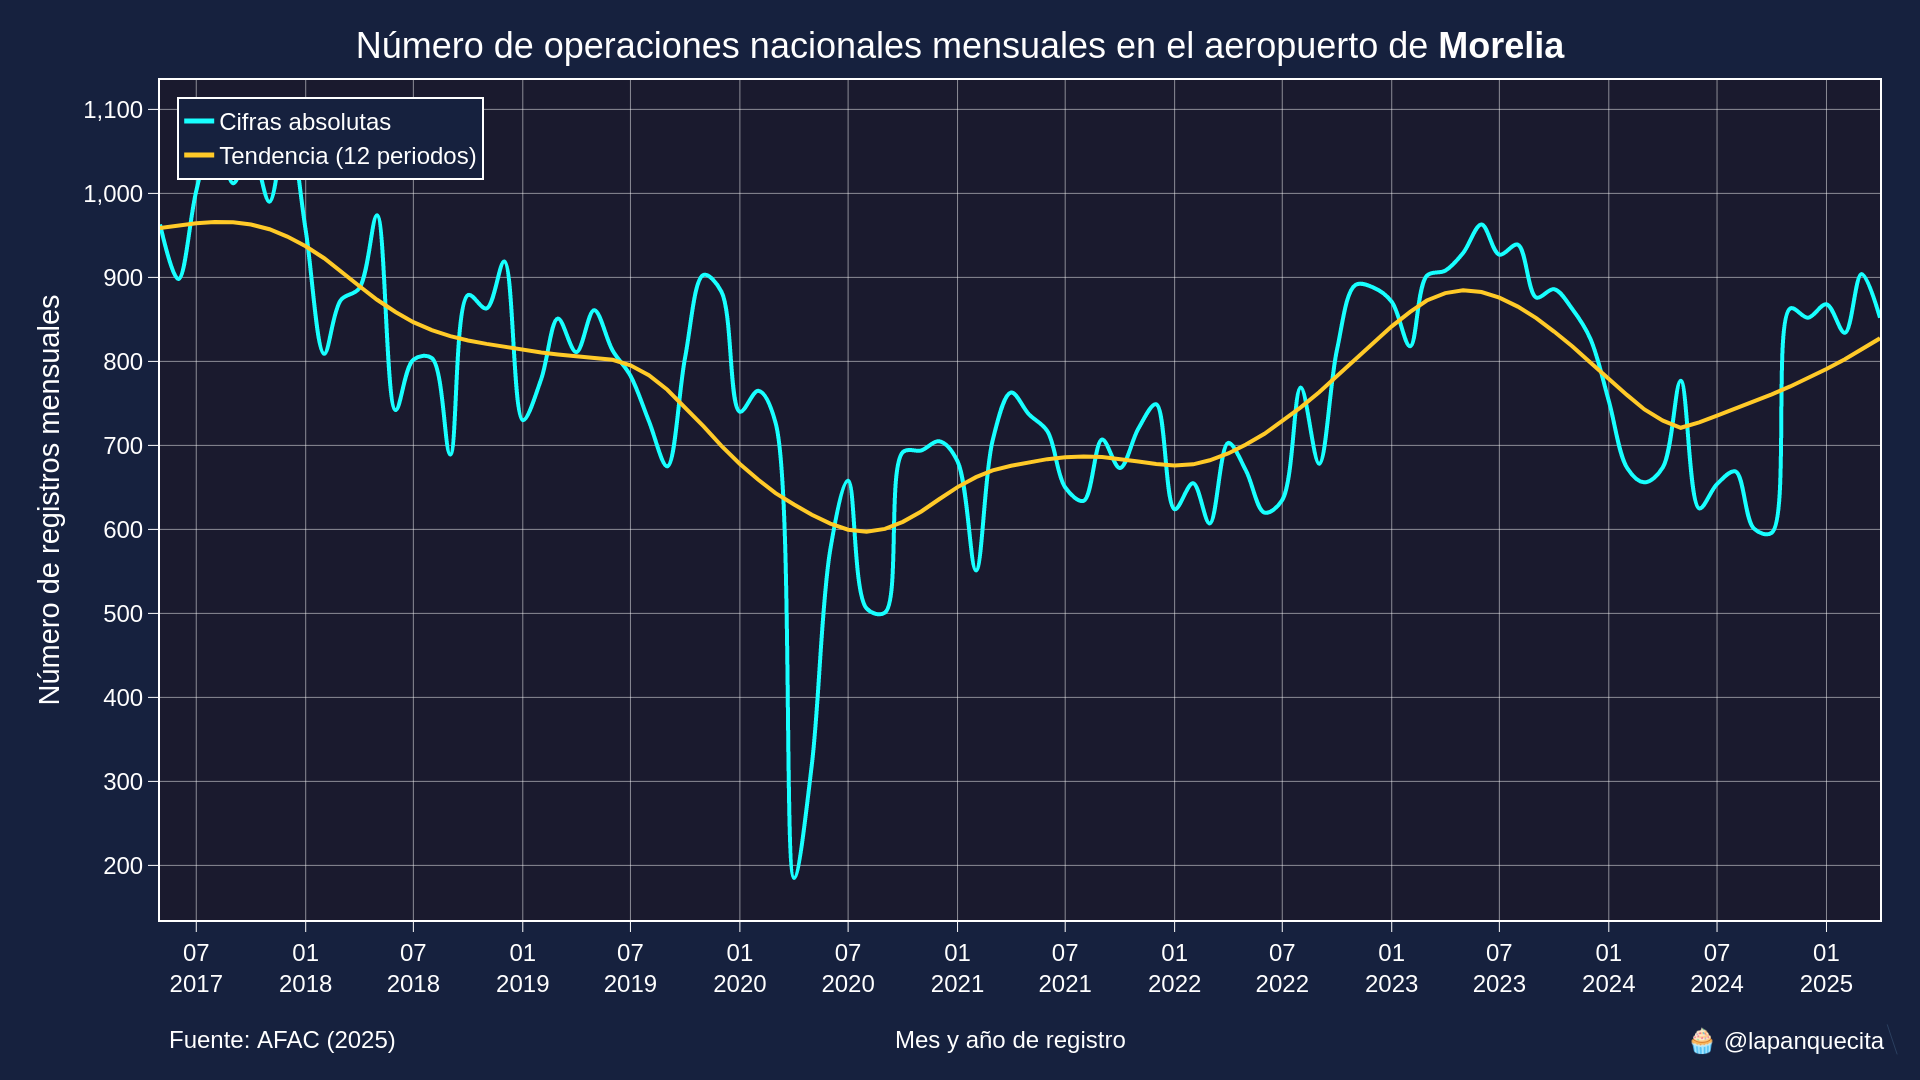 Número de operaciones nacionales mensuales en el aeropuerto de Morelia
Cifras absolutas
Tendencia (12 periodos)
1,100
1,000
900
800
700
600
500
400
300
200
Número de registros mensuales
07 01 07 01 07 01 07 01 07 01 07 01 07 01 07 01
2017 2018 2018 2019 2019 2020 2020 2021 2021 2022 2022 2023 2023 2024 2024 2025
Fuente: AFAC (2025)
Mes y año de registro
🧁 @lapanquecita